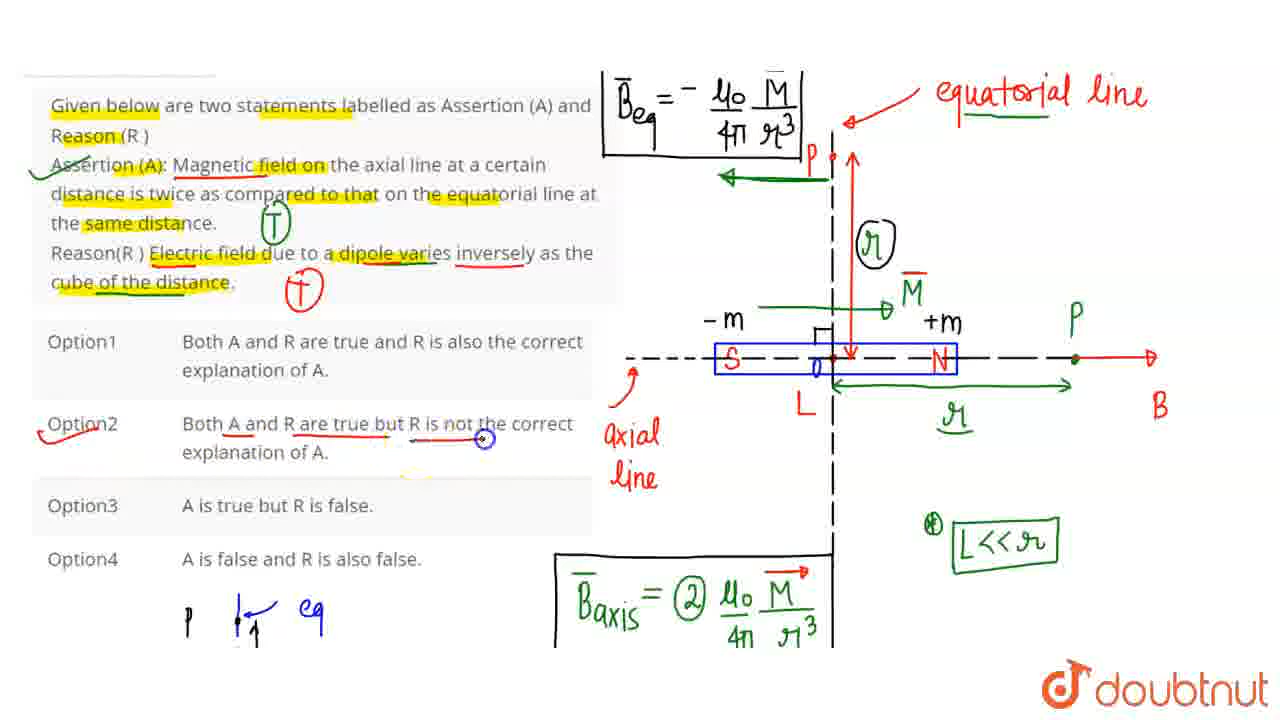 Given below are two statements labelled as Assertion (A) and
Reason (R )
Assertion (A): Magnetic field on the axial line at a certain
distance is twice as compared to that on the equatorial line at
the same distance.
T
Reason(R ) Electric field due to a dipole varies inversely as the
cube of the distance.
T
Option1 Both A and R are true and R is also the correct
explanation of A.
Option2 Both A and R are true but R is not the correct
explanation of A.
Option3 A is true but R is false.
Option4 A is false and R is also false.
P eq
B̄eq = - μ₀/4π M̄/r³
equatorial line
P
r
M̄
-m +m
P
S O N
L r B
axial
line
* L<<r
B̄axis = 2 μ₀/4π M⃗/r³
doubtnut